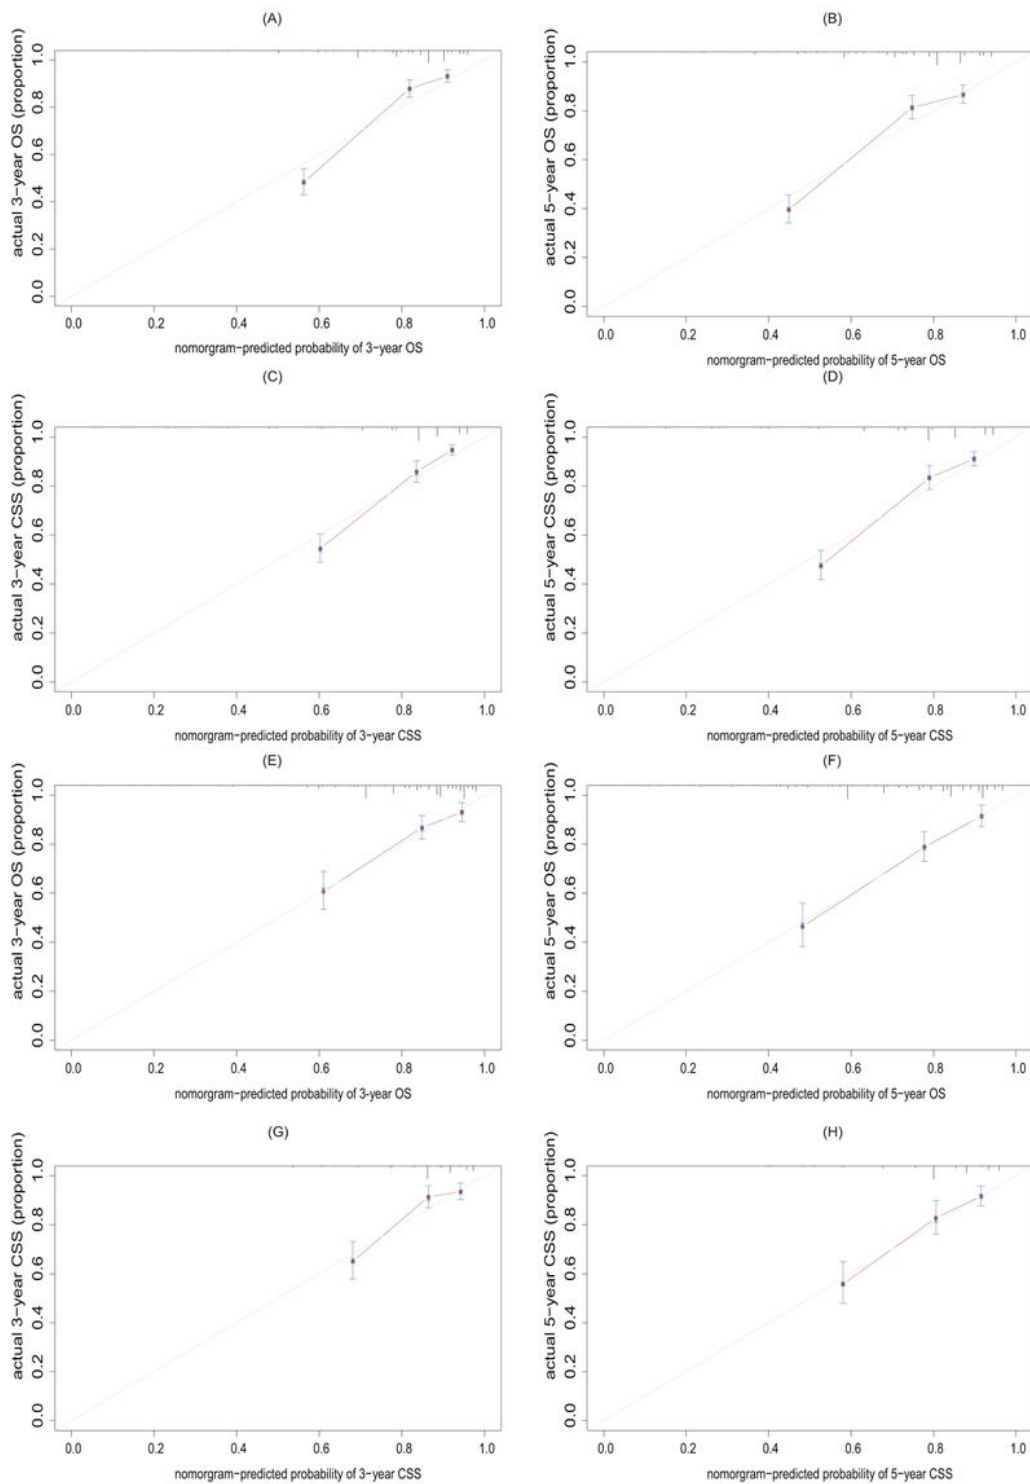 (A)
actual 3-year OS (proportion)
0.0 0.2 0.4 0.6 0.8 1.0
0.0 0.2 0.4 0.6 0.8 1.0
nomorgram-predicted probability of 3-year OS
(B)
actual 5-year OS (proportion)
0.0 0.2 0.4 0.6 0.8 1.0
0.0 0.2 0.4 0.6 0.8 1.0
nomorgram-predicted probability of 5-year OS
(C)
actual 3-year CSS (proportion)
0.0 0.2 0.4 0.6 0.8 1.0
0.0 0.2 0.4 0.6 0.8 1.0
nomorgram-predicted probability of 3-year CSS
(D)
actual 5-year CSS (proportion)
0.0 0.2 0.4 0.6 0.8 1.0
0.0 0.2 0.4 0.6 0.8 1.0
nomorgram-predicted probability of 5-year CSS
(E)
actual 3-year OS (proportion)
0.0 0.2 0.4 0.6 0.8 1.0
0.0 0.2 0.4 0.6 0.8 1.0
nomorgram-predicted probability of 3-year OS
(F)
actual 5-year OS (proportion)
0.0 0.2 0.4 0.6 0.8 1.0
0.0 0.2 0.4 0.6 0.8 1.0
nomorgram-predicted probability of 5-year OS
(G)
actual 3-year CSS (proportion)
0.0 0.2 0.4 0.6 0.8 1.0
0.0 0.2 0.4 0.6 0.8 1.0
nomorgram-predicted probability of 3-year CSS
(H)
actual 5-year CSS (proportion)
0.0 0.2 0.4 0.6 0.8 1.0
0.0 0.2 0.4 0.6 0.8 1.0
nomorgram-predicted probability of 5-year CSS